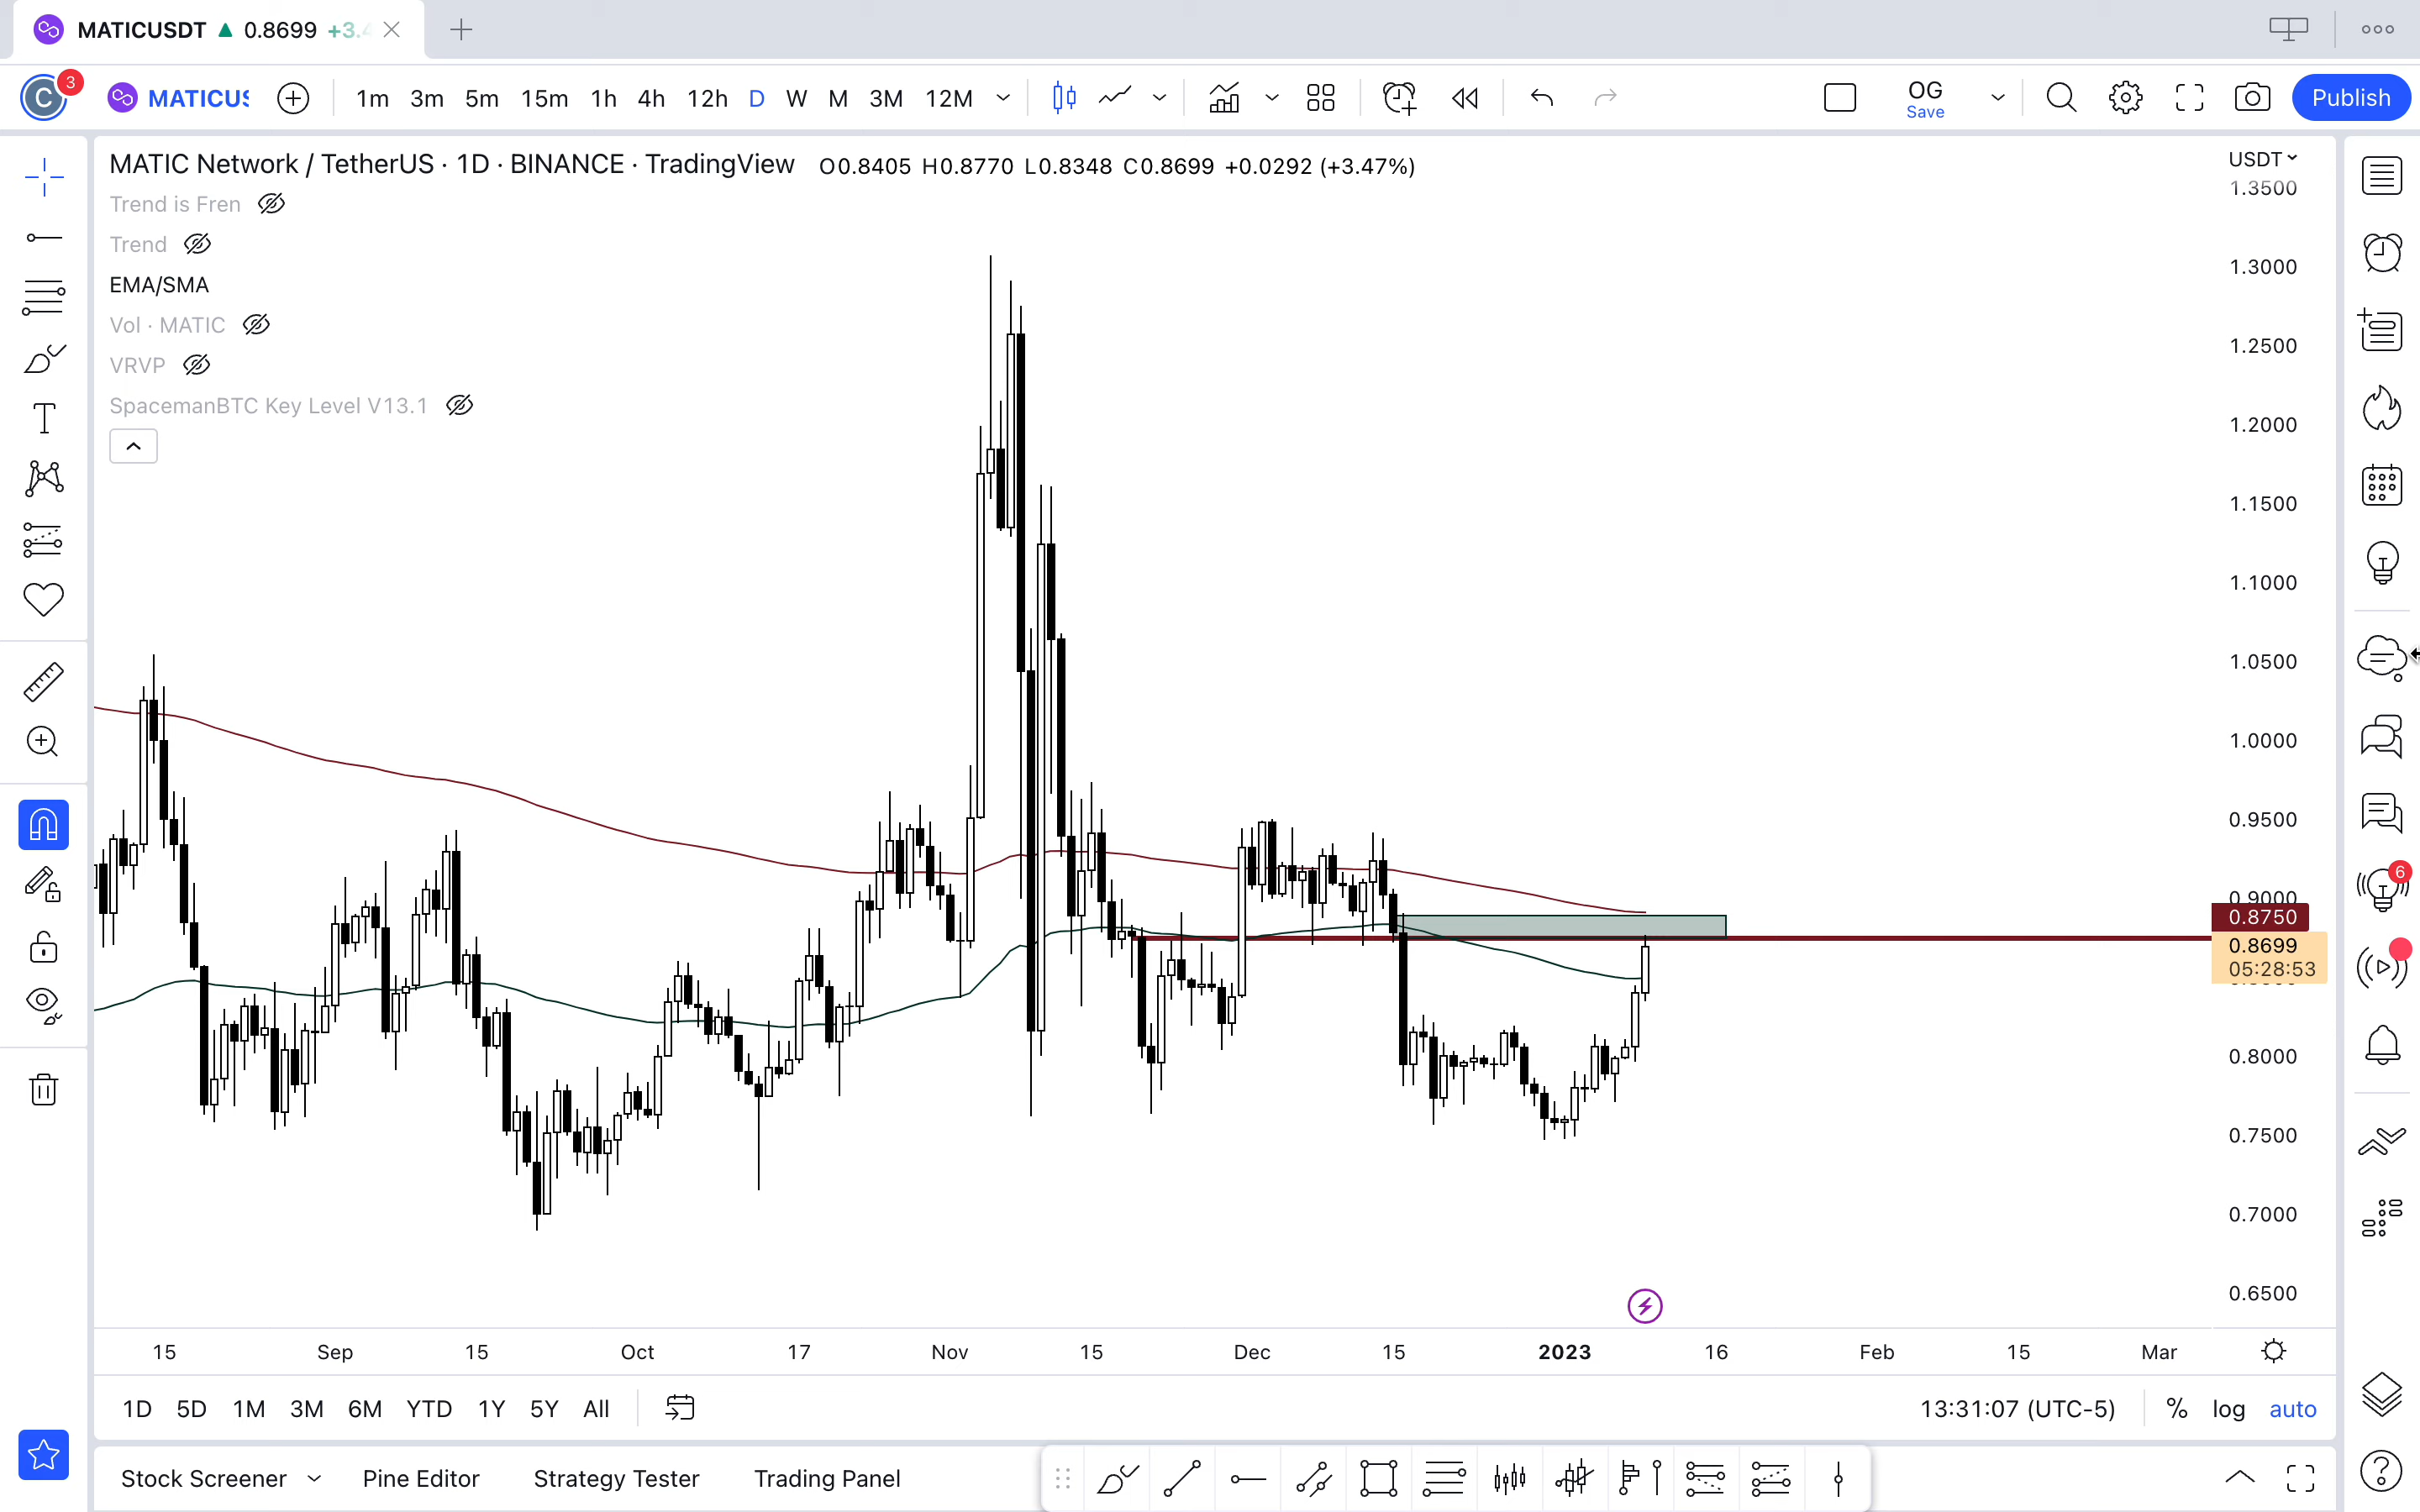 MATICUSDT ▲ 0.8699 +3.4
C 3 MATICUS 1m 3m 5m 15m 1h 4h 12h D W M 3M 12M OG Publish
Save
MATIC Network / TetherUS · 1D · BINANCE · TradingView O0.8405 H0.8770 L0.8348 C0.8699 +0.0292 (+3.47%)
Trend is Fren
Trend
EMA/SMA
Vol · MATIC
VRVP
SpacemanBTC Key Level V13.1
USDT
1.3500
1.3000
1.2500
1.2000
1.1500
1.1000
1.0500
1.0000
0.9500
0.9000
0.8750
0.8699
05:28:53
0.8000
0.7500
0.7000
0.6500
6
15 Sep 15 Oct 17 Nov 15 Dec 15 2023 16 Feb 15 Mar
1D 5D 1M 3M 6M YTD 1Y 5Y All 13:31:07 (UTC-5) % log auto
Stock Screener Pine Editor Strategy Tester Trading Panel